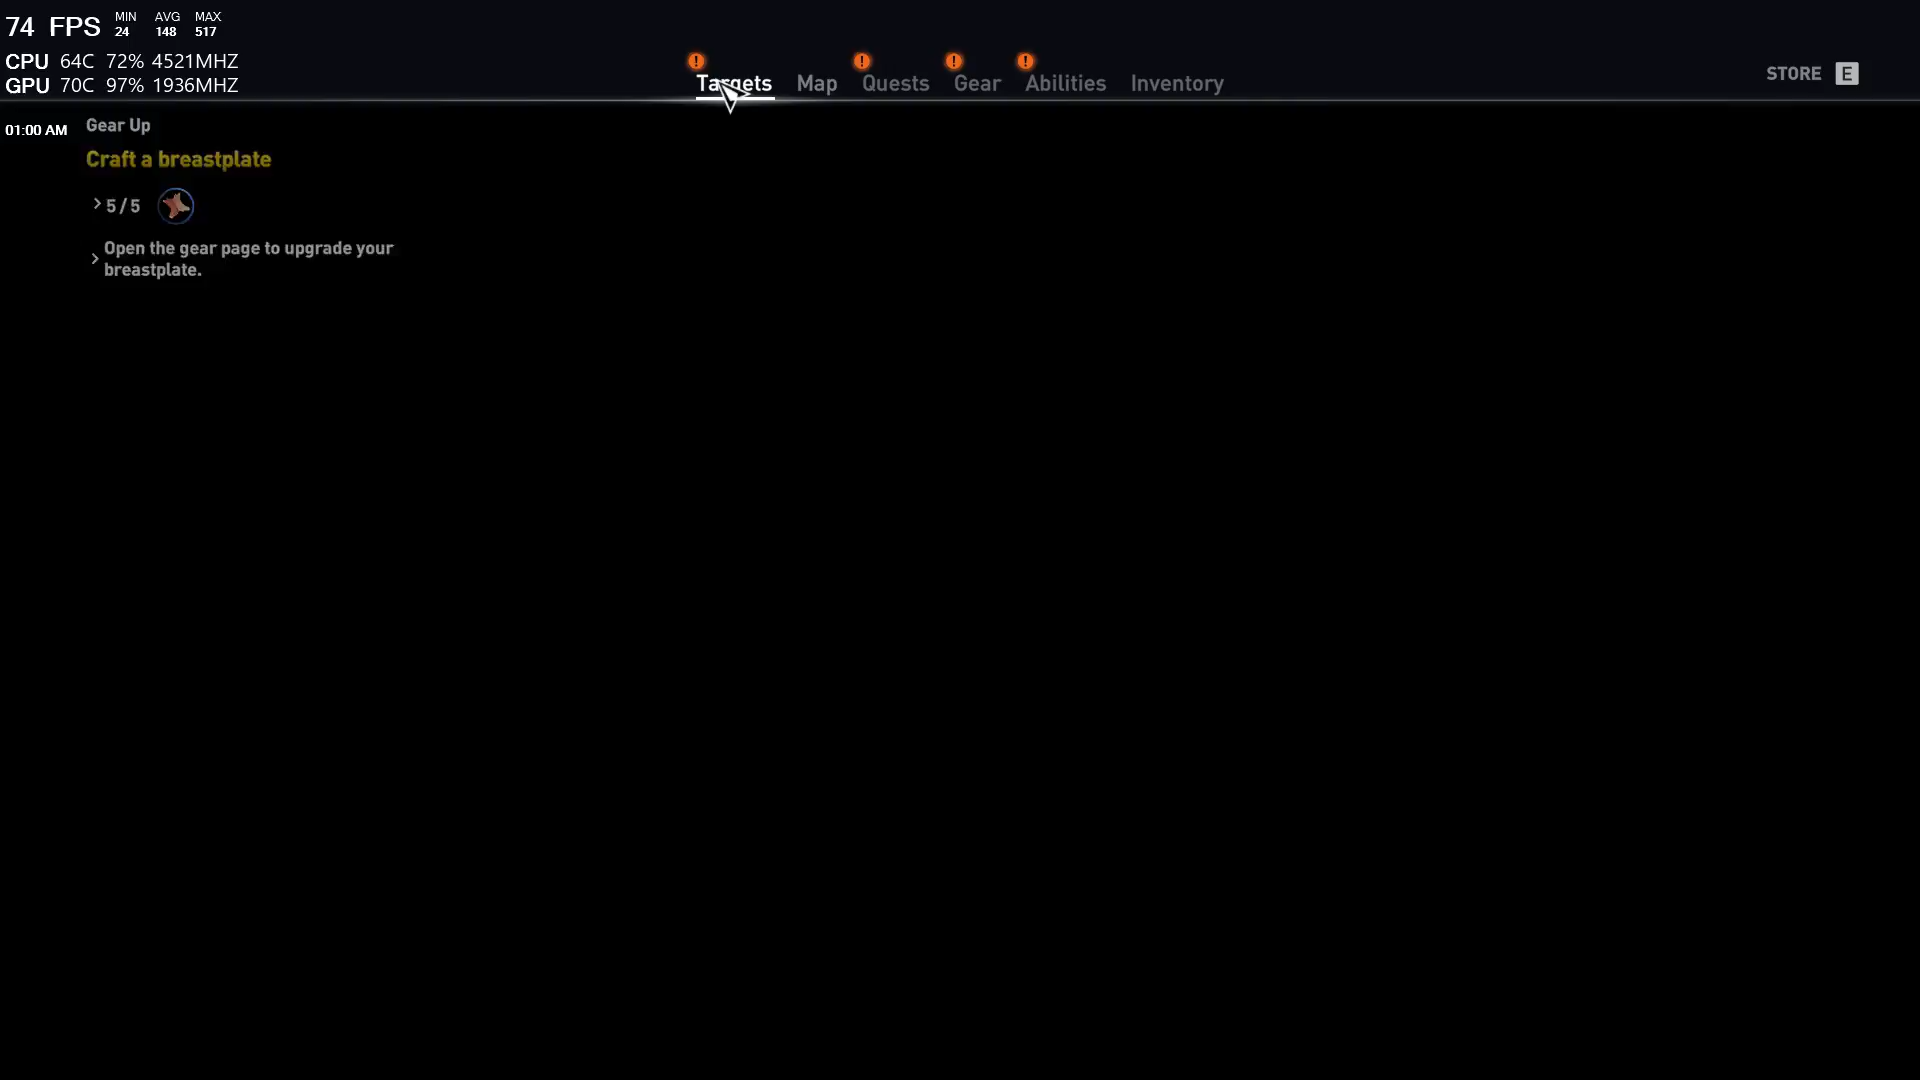 74 FPS MIN AVG MAX
24 148 517
CPU 64C 72% 4521MHZ
GPU 70C 97% 1936MHZ
! ! ! !
Targets Map Quests Gear Abilities Inventory
STORE E
01:00 AM
Gear Up
Craft a breastplate
> 5 / 5
> Open the gear page to upgrade your
breastplate.